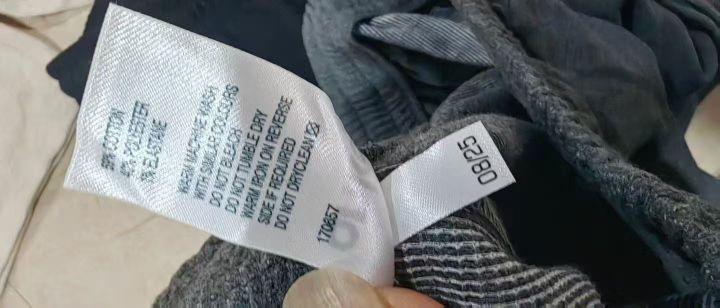 COTTON
POLYESTER
ELASTANE
WARM MACHINE WASH
WITH SIMILAR COLOURS
DO NOT BLEACH
DO NOT TUMBLE DRY
WARM IRON ON REVERSE
SIDE IF REQUIRED
DO NOT DRYCLEAN
170657
08/25